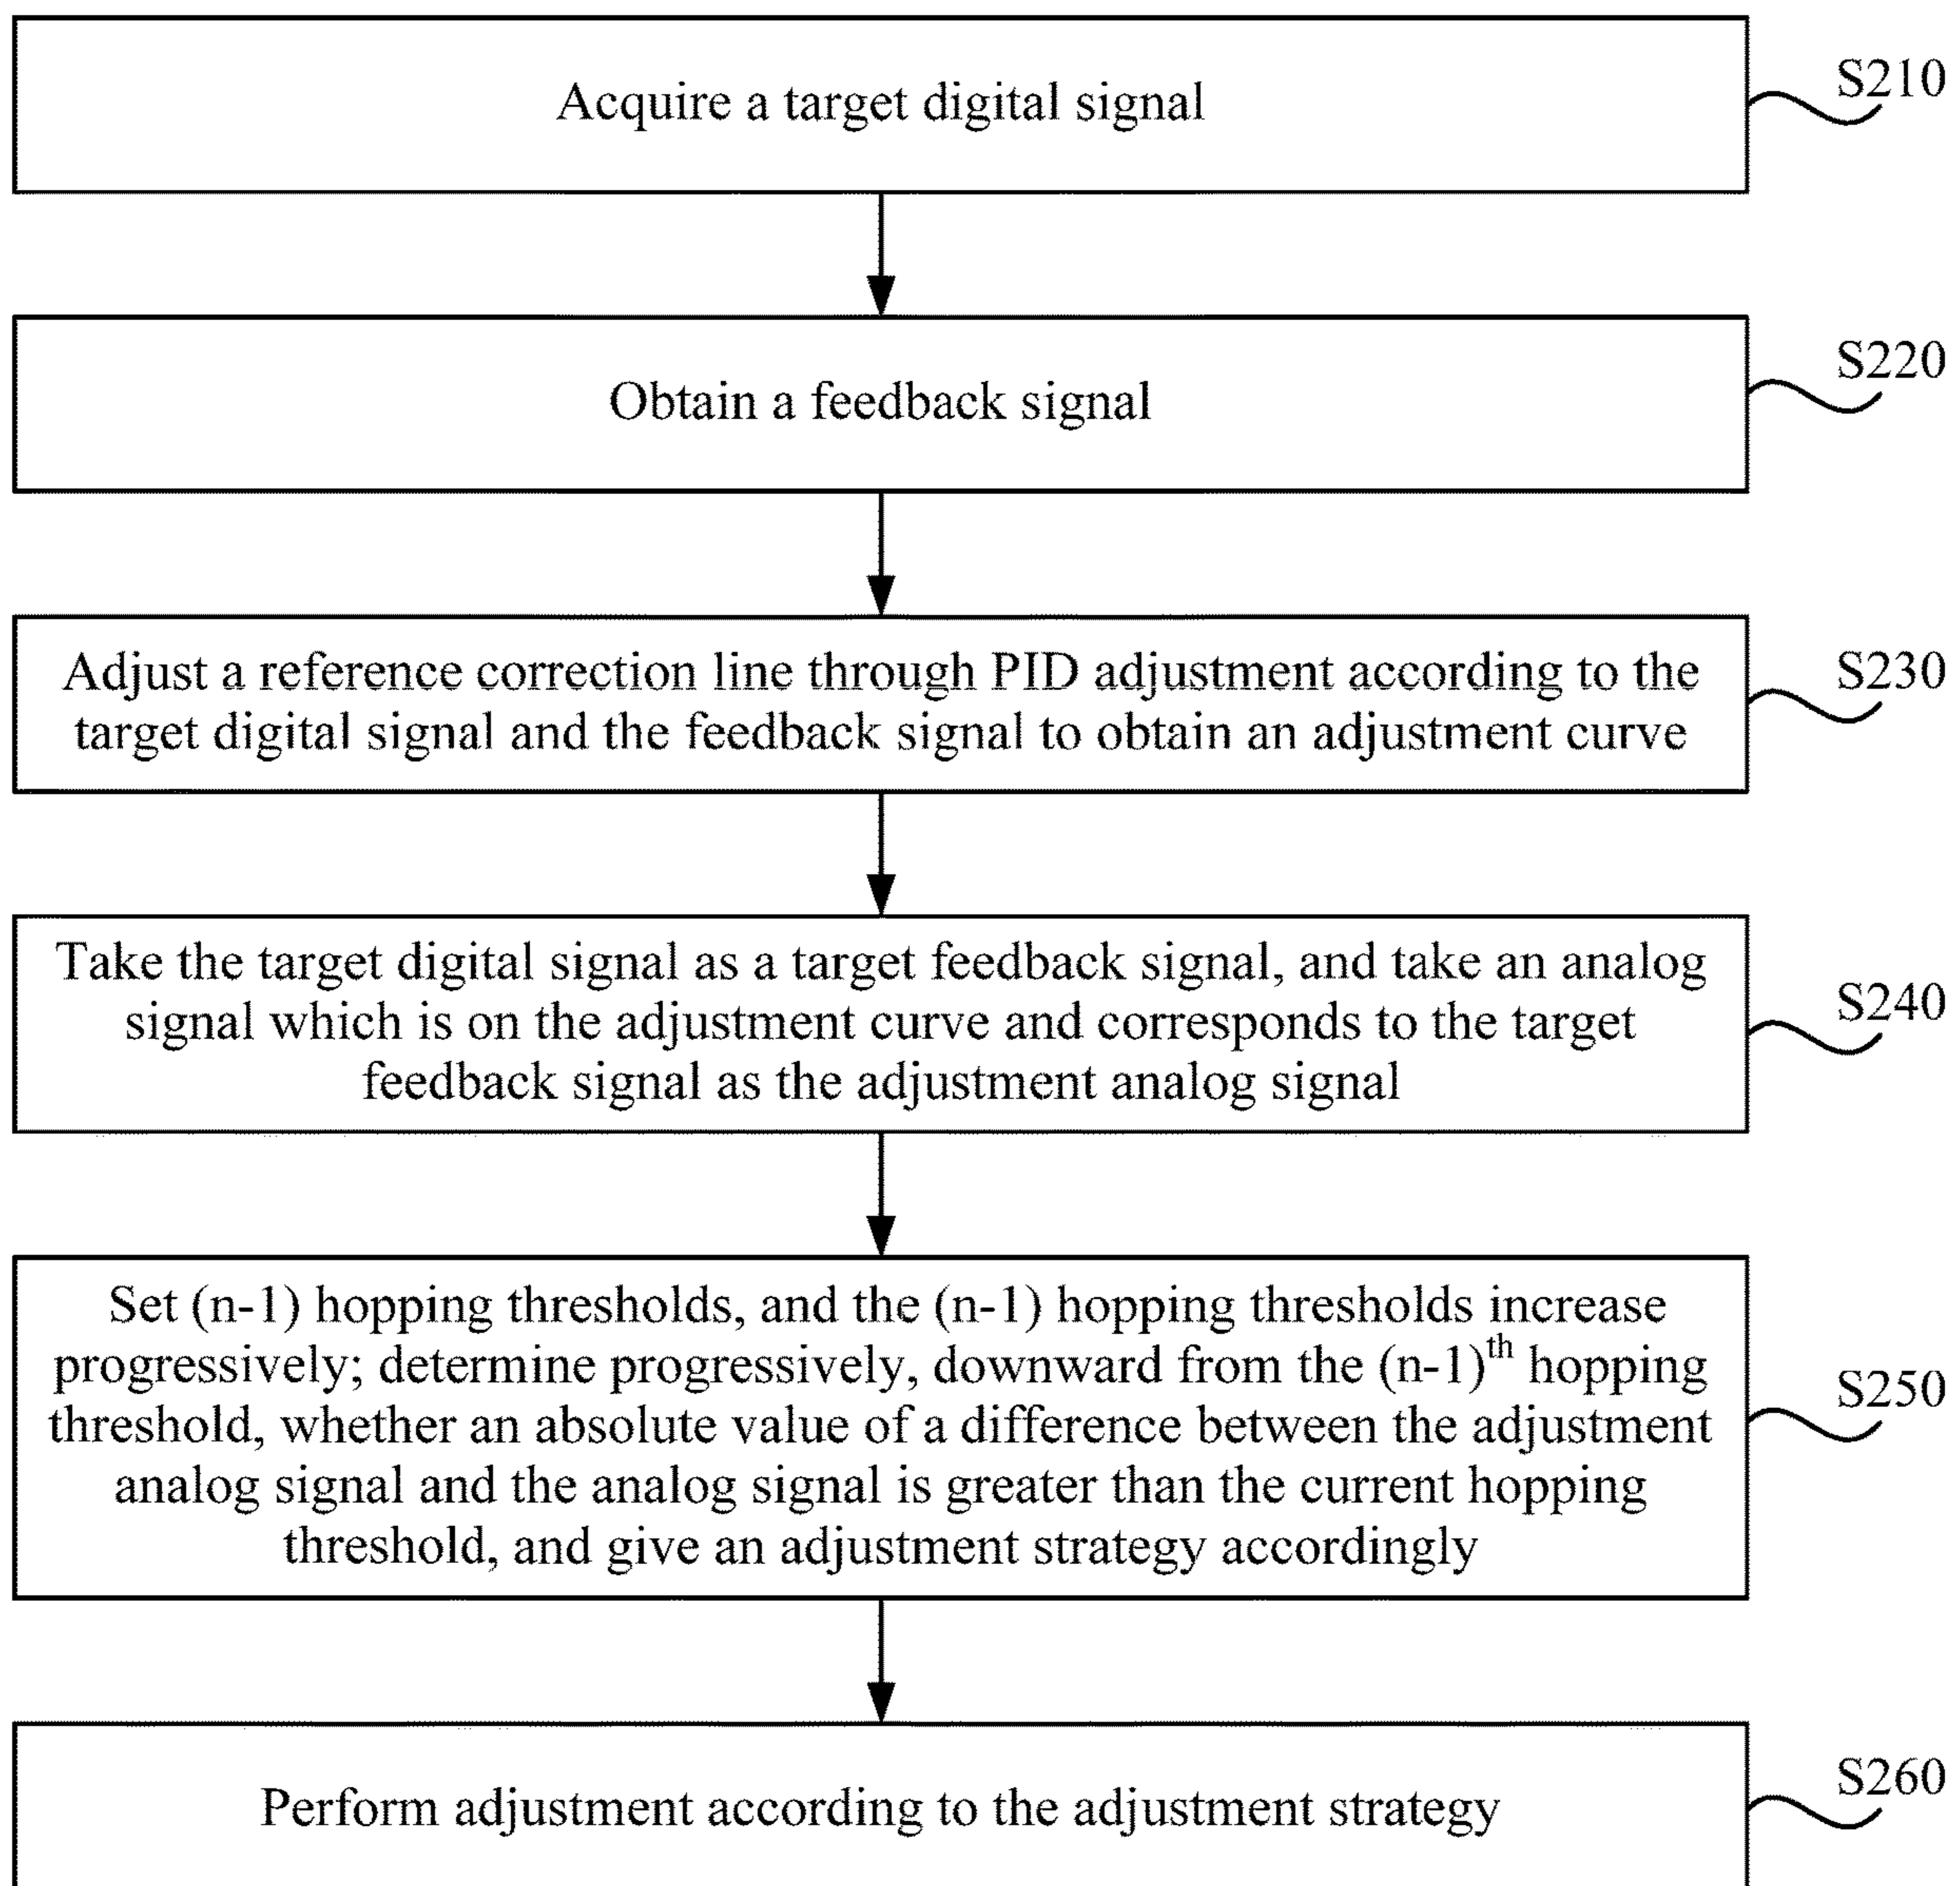 Acquire a target digital signal
S210
Obtain a feedback signal
S220
Adjust a reference correction line through PID adjustment according to the
target digital signal and the feedback signal to obtain an adjustment curve
S230
Take the target digital signal as a target feedback signal, and take an analog
signal which is on the adjustment curve and corresponds to the target
feedback signal as the adjustment analog signal
S240
Set (n-1) hopping thresholds, and the (n-1) hopping thresholds increase
progressively; determine progressively, downward from the (n-1)th hopping
threshold, whether an absolute value of a difference between the adjustment
analog signal and the analog signal is greater than the current hopping
threshold, and give an adjustment strategy accordingly
S250
Perform adjustment according to the adjustment strategy
S260